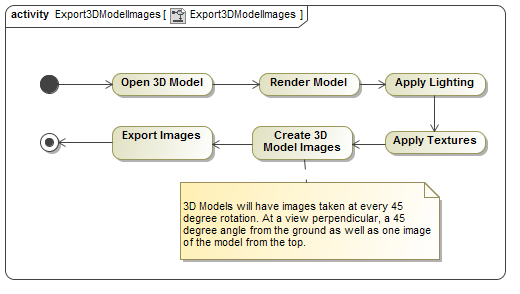 activity Export3DModelImages [ Export3DModelImages ]
Open 3D Model
Render Model
Apply Lighting
Export Images
Create 3D
Model Images
Apply Textures
3D Models will have images taken at every 45
degree rotation. At a view perpendicular, a 45
degree angle from the ground as well as one image
of the model from the top.